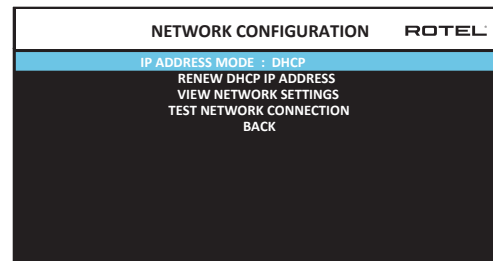 NETWORK CONFIGURATION ROTEL
IP ADDRESS MODE : DHCP
RENEW DHCP IP ADDRESS
VIEW NETWORK SETTINGS
TEST NETWORK CONNECTION
BACK